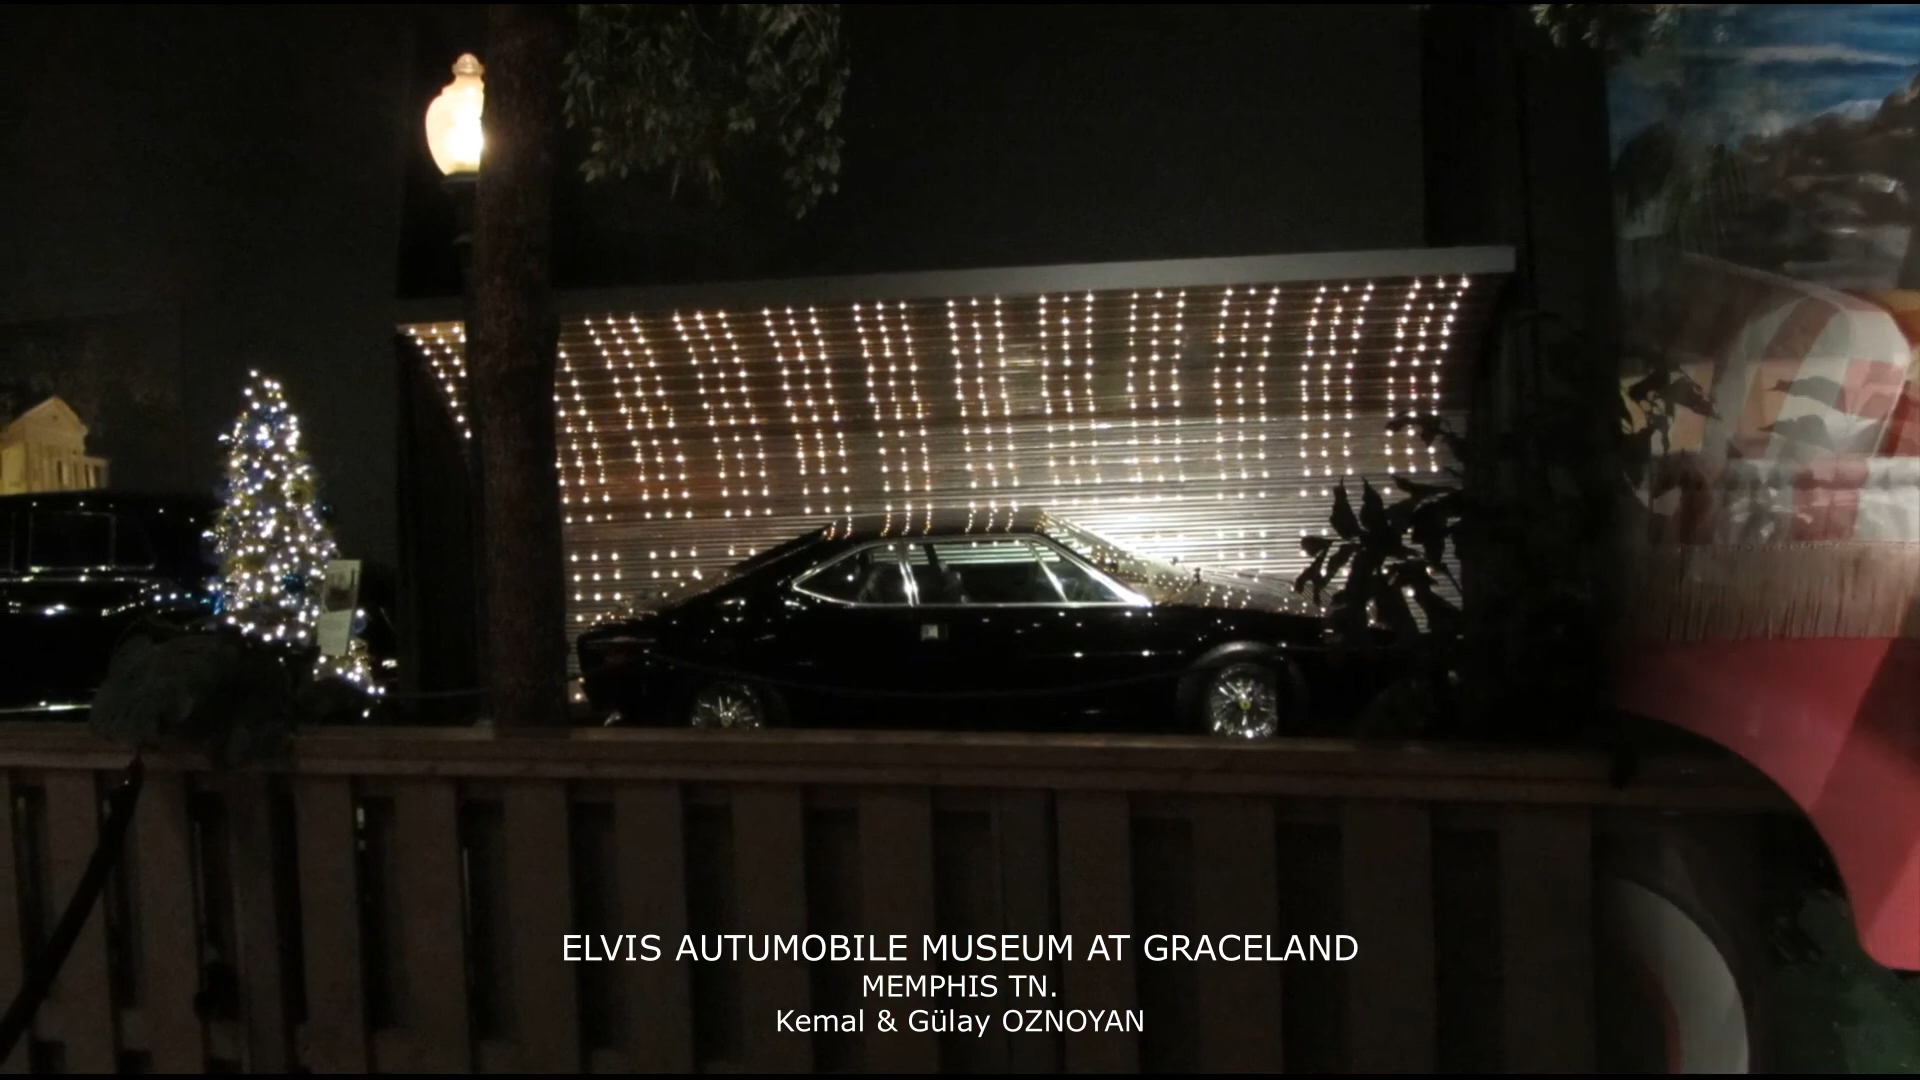 ELVIS AUTUMOBILE MUSEUM AT GRACELAND
MEMPHIS TN.
Kemal & Gülay OZNOYAN